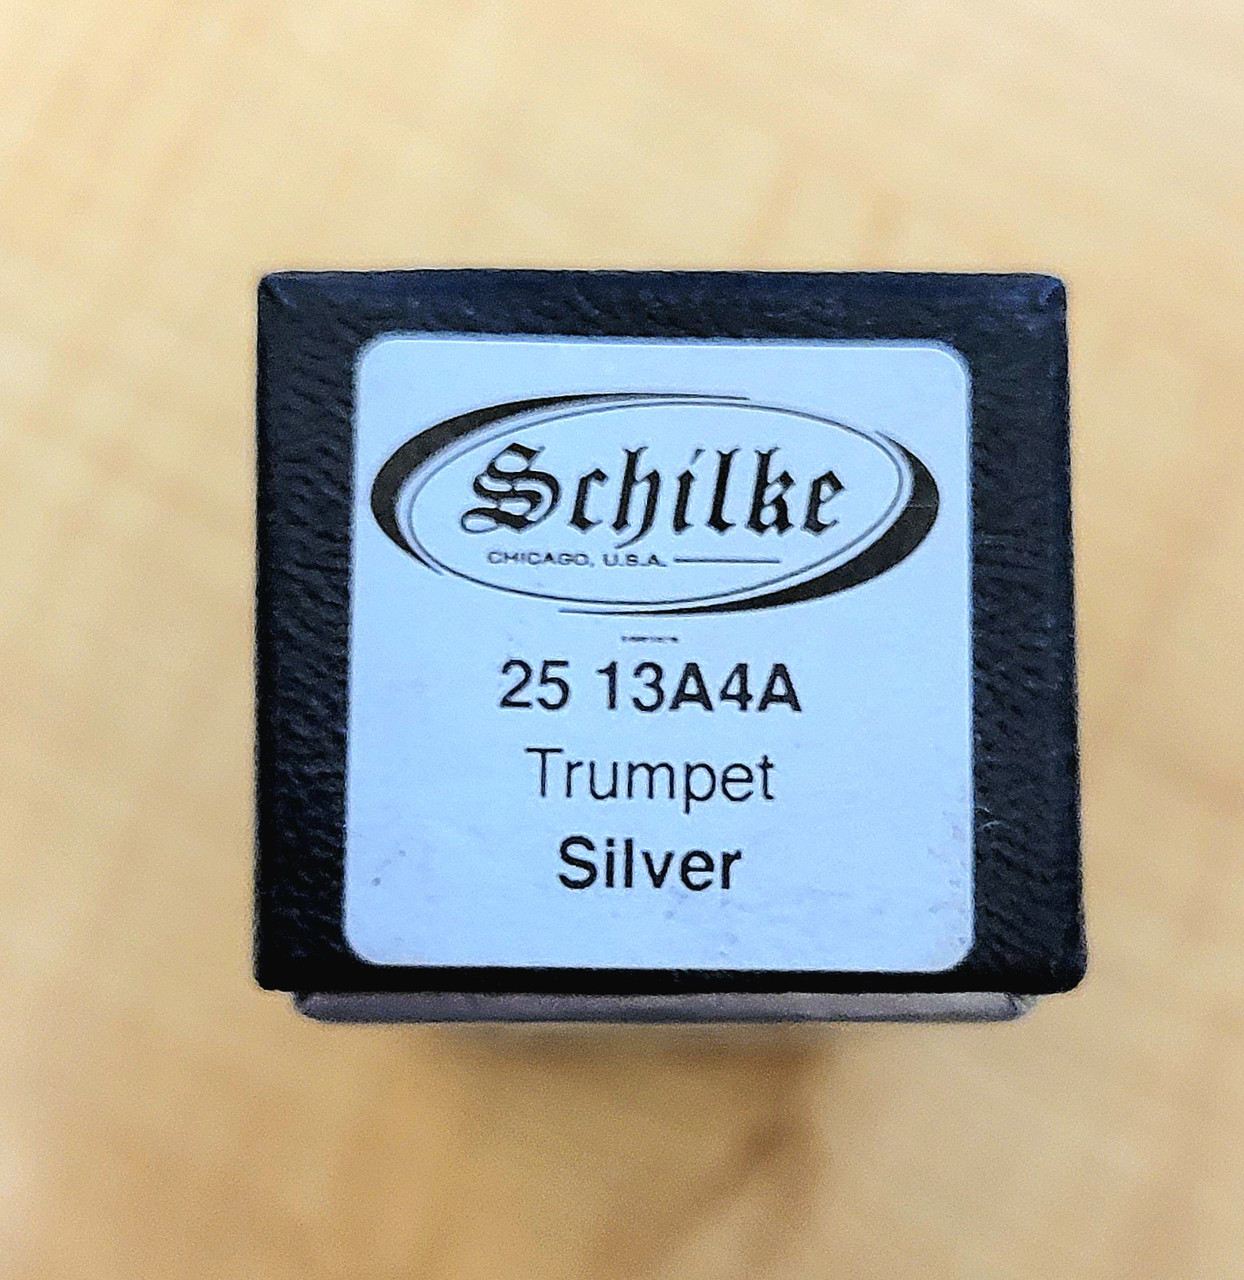 Schilke
CHICAGO, U.S.A.
25 13A4A
Trumpet
Silver